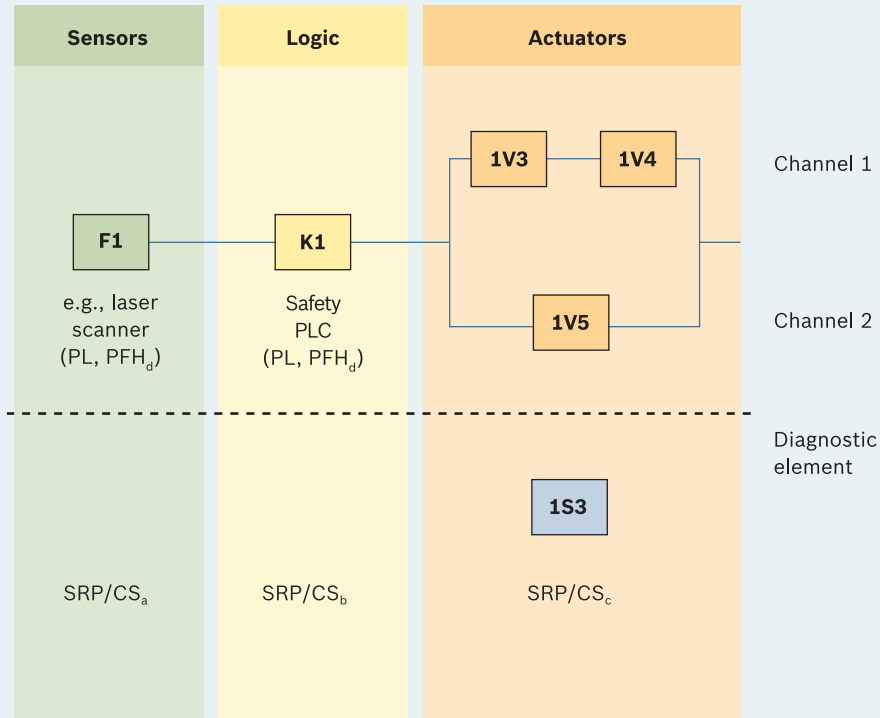 Sensors
Logic
Actuators
1V3
1V4
Channel 1
F1
K1
e.g., laser
scanner
(PL, PFHd)
Safety
PLC
(PL, PFHd)
1V5
Channel 2
Diagnostic
element
1S3
SRP/CSa
SRP/CSb
SRP/CSc